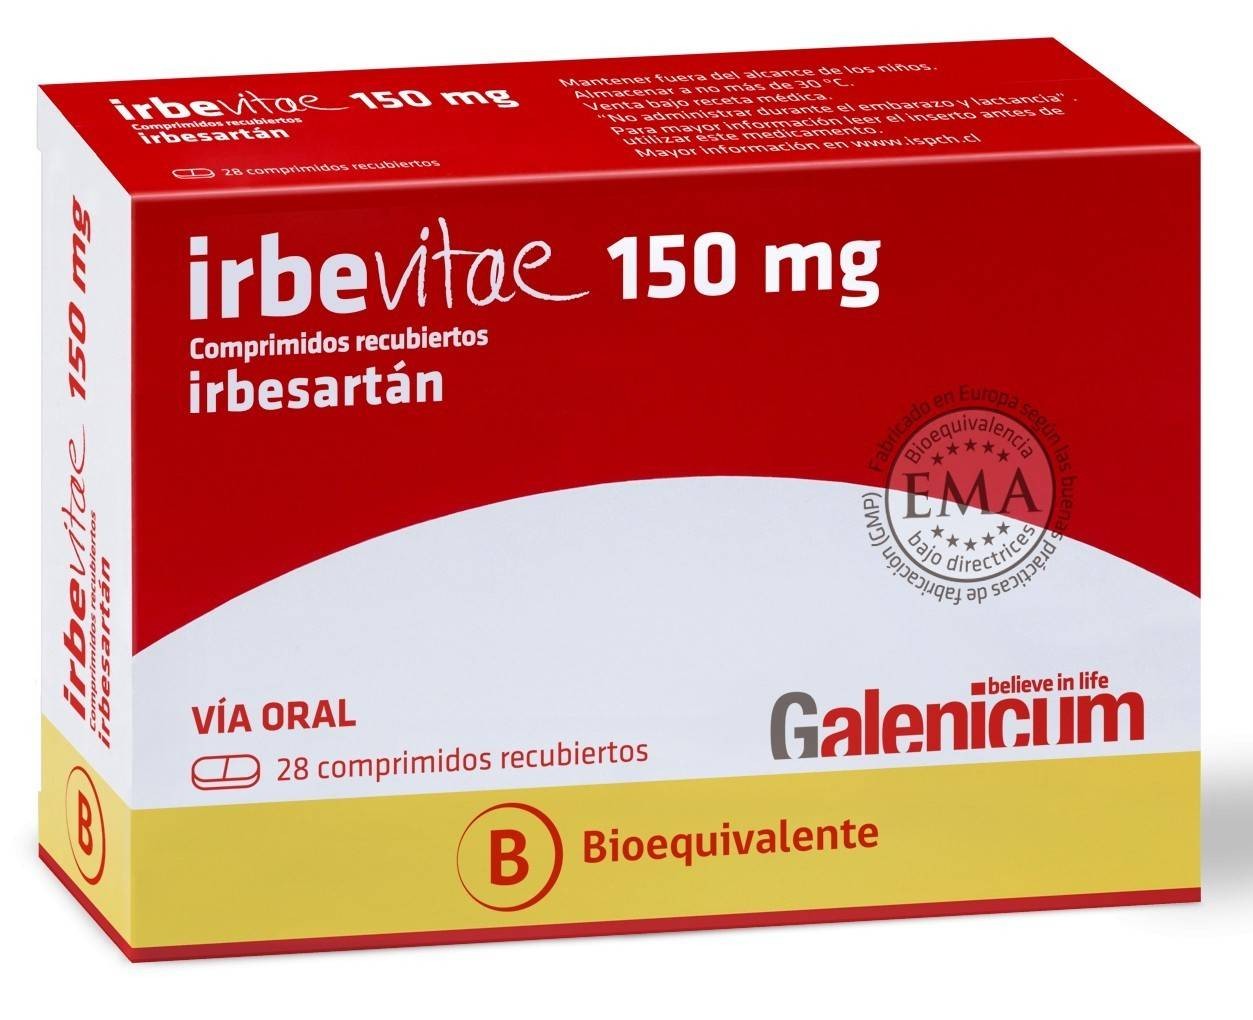 irbevitae 150 mg
Comprimidos recubiertos
irbesartán
28 comprimidos recubiertos
Mantener fuera del alcance de los niños.
Almacenar a no más de 30 °C.
Venta bajo receta médica.
"No administrar durante el embarazo y lactancia".
Para mayor información leer el inserto antes de
utilizar este medicamento.
Mayor información en www.ispch.cl
irbevitae 150 mg
Comprimidos recubiertos
irbesartán
irbevitae 150 mg
Comprimidos recubiertos
irbesartán
Fabricado en Europa según las buenas prácticas de fabricación (GMP)
Bioequivalencia
EMA
bajo directrices
VÍA ORAL
28 comprimidos recubiertos
believe in life
Galenicum
B
B Bioequivalente